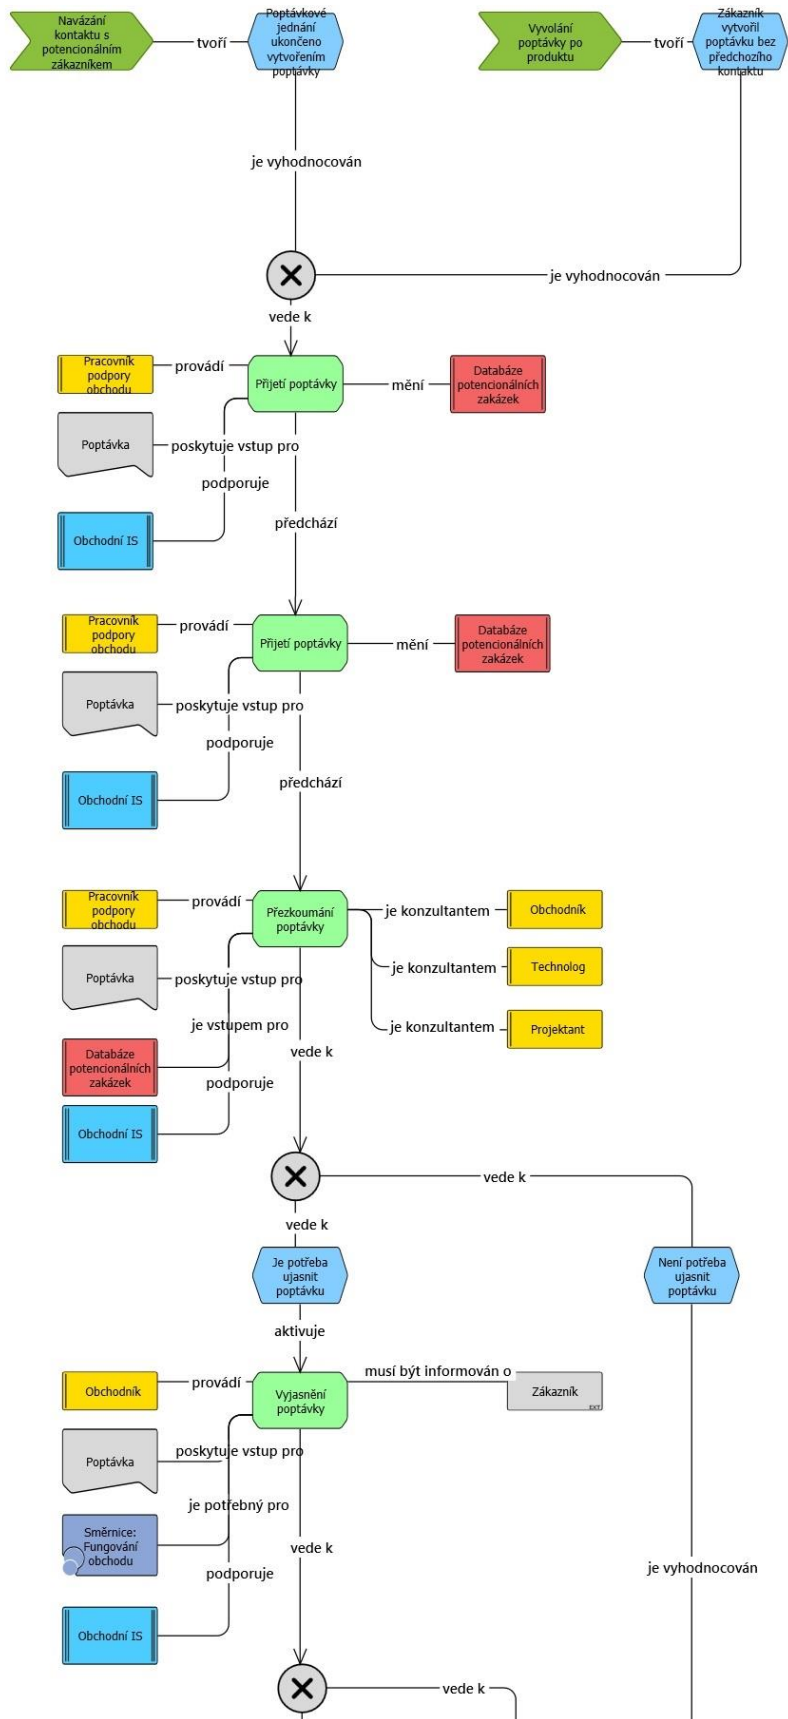 Navázání
kontaktu s
potencionálním
zákazníkem
tvoří
Poptávkové
jednání
ukončeno
vytvořením
poptávky
Vyvolání
poptávky po
produktu
tvoří
Zákazník
vytvořil
poptávku bez
předchozího
kontaktu
je vyhodnocován
je vyhodnocován
vede k
Pracovník
podpory
obchodu
provádí
Přijetí poptávky
mění
Databáze
potencionálních
zakázek
Poptávka
poskytuje vstup pro
podporuje
Obchodní IS
předchází
Pracovník
podpory
obchodu
provádí
Přijetí poptávky
mění
Databáze
potencionálních
zakázek
Poptávka
poskytuje vstup pro
podporuje
Obchodní IS
předchází
Pracovník
podpory
obchodu
provádí
Přezkoumání
poptávky
je konzultantem
Obchodník
je konzultantem
Technolog
je konzultantem
Projektant
Poptávka
poskytuje vstup pro
je vstupem pro
Databáze
potencionálních
zakázek
vede k
podporuje
Obchodní IS
vede k
vede k
Je potřeba
ujasnit
poptávku
Není potřeba
ujasnit
poptávku
aktivuje
Obchodník
provádí
Vyjasnění
poptávky
musí být informován o
Zákazník
EXT
Poptávka
poskytuje vstup pro
je potřebný pro
Směrnice:
Fungování
obchodu
vede k
podporuje
Obchodní IS
je vyhodnocován
vede k